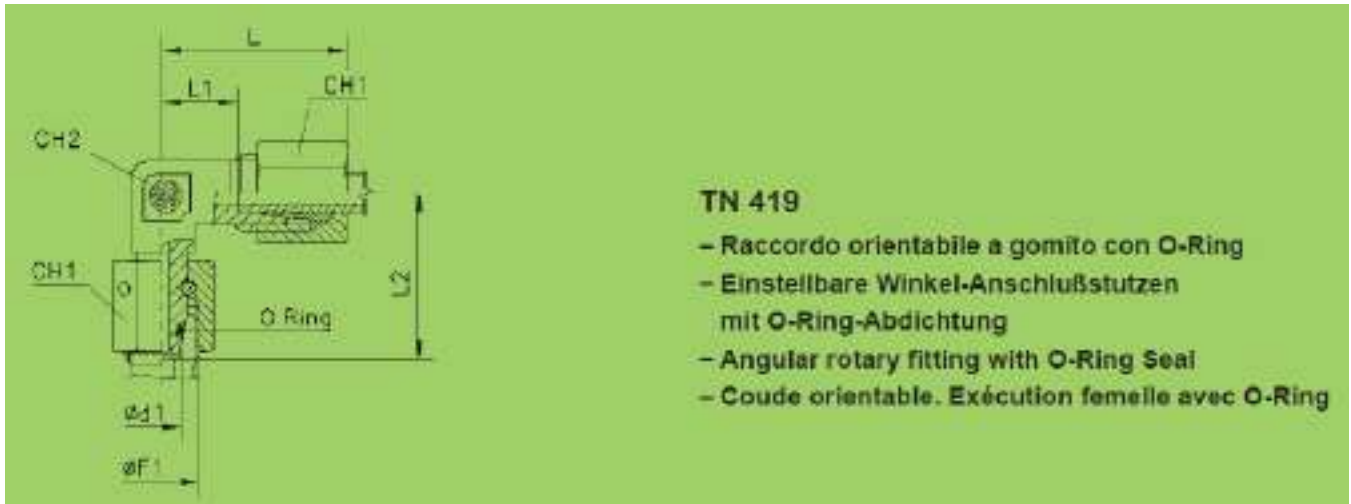 L
L1
CH1
CH2
CH1
L2
O Ring
Ød1
ØF1
TN 419
– Raccordo orientabile a gomito con O-Ring
– Einstellbare Winkel-Anschlußstutzen
mit O-Ring-Abdichtung
– Angular rotary fitting with O-Ring Seal
– Coude orientable. Exécution femelle avec O-Ring